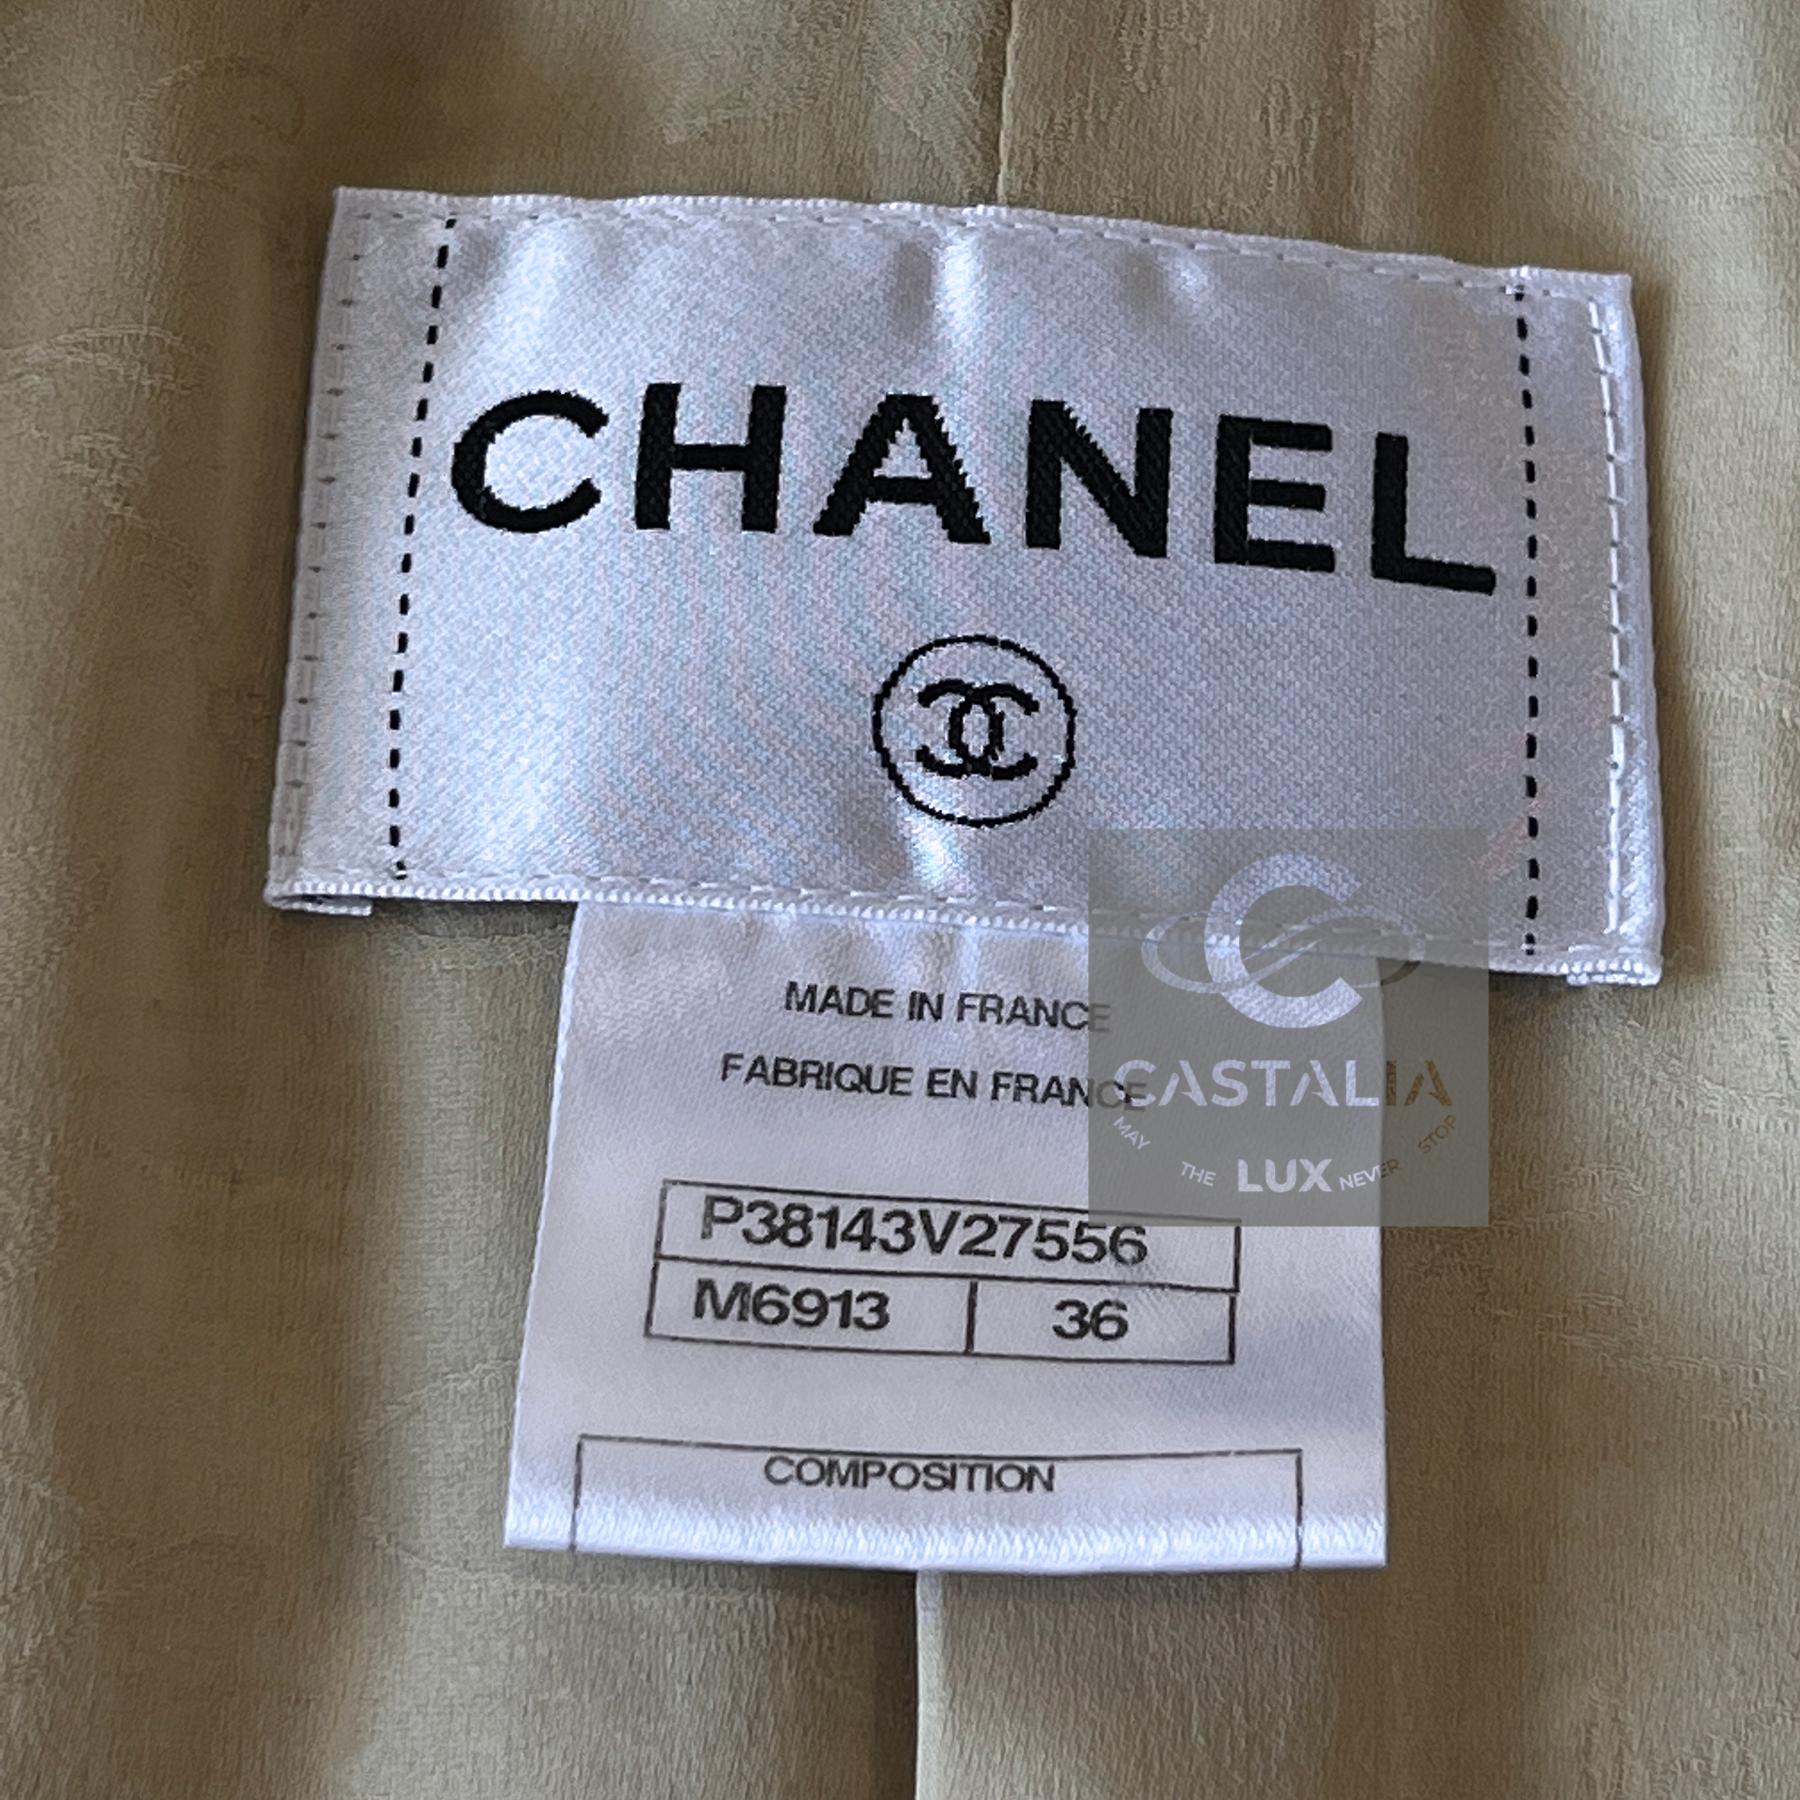 CHANEL
MADE IN FRANCE
FABRIQUE EN FRANCE
CASTALIA
MAY THE LUX NEVER STOP
P38143V27556
M6913 36
COMPOSITION